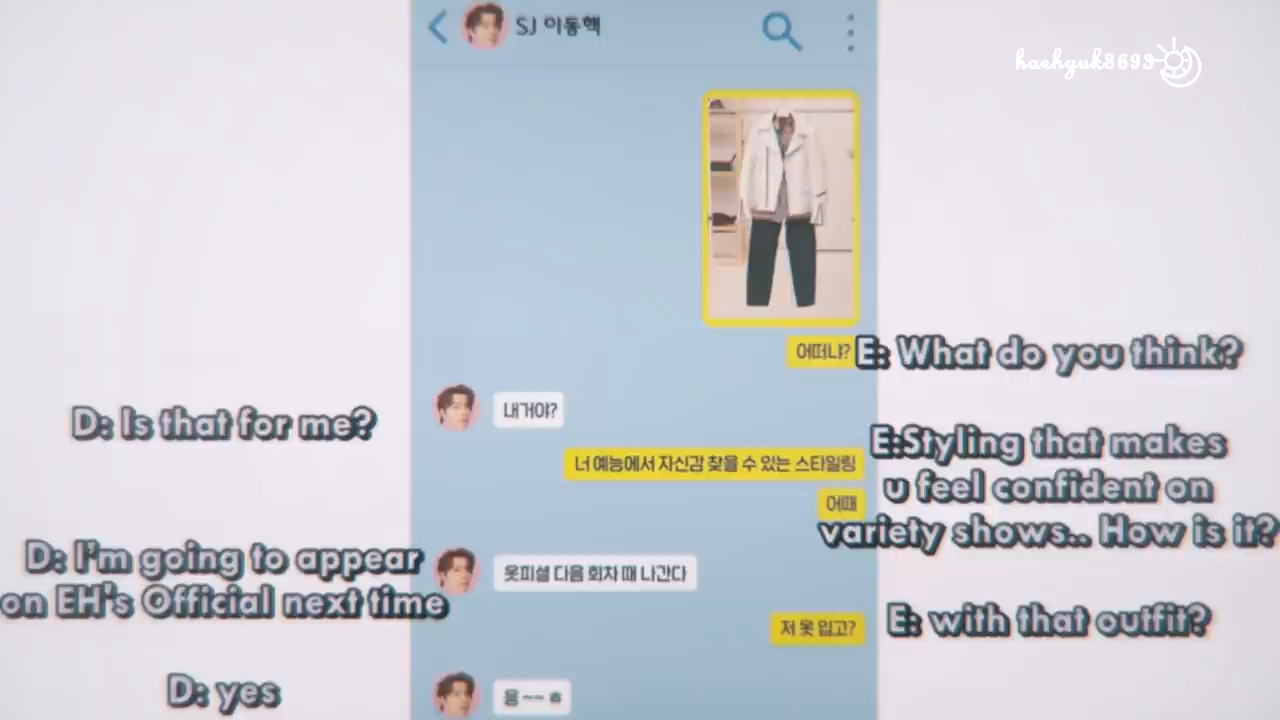 SJ 이동핵
haehyuk8693
어떠냐?
E: What do you think?
D: Is that for me?
내거야?
너 예능에서 자신감 찾을 수 있는 스타일링
E:Styling that makes
u feel confident on
variety shows.. How is it?
어때
D: I'm going to appear
on EH's Official next time
옷피셜 다음 회차 때 나간다
저 옷 입고?
E: with that outfit?
D: yes
응~~ ㅎ